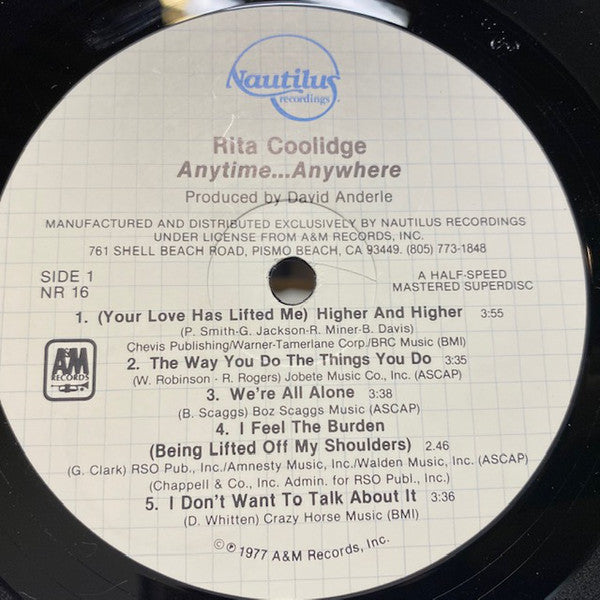 Nautilus
recordings®
Rita Coolidge
Anytime...Anywhere
Produced by David Anderle
MANUFACTURED AND DISTRIBUTED EXCLUSIVELY BY NAUTILUS RECORDINGS
UNDER LICENSE FROM A&M RECORDS, INC.
761 SHELL BEACH ROAD, PISMO BEACH, CA 93449. (805) 773-1848
SIDE 1
NR 16
A HALF-SPEED
MASTERED SUPERDISC
1. (Your Love Has Lifted Me) Higher And Higher 3:55
(P. Smith-G. Jackson-R. Miner-B. Davis)
Chevis Publishing/Warner-Tamerlane Corp./BRC Music (BMI)
2. The Way You Do The Things You Do 3:35
(W. Robinson - R. Rogers) Jobete Music Co., Inc. (ASCAP)
A&M
RECORDS
3. We're All Alone 3:38
(B. Scaggs) Boz Scaggs Music (ASCAP)
4. I Feel The Burden
(Being Lifted Off My Shoulders) 2.46
(G. Clark) RSO Pub., Inc./Amnesty Music, Inc./Walden Music, Inc. (ASCAP)
(Chappell & Co., Inc. Admin. for RSO Pub., Inc.)
5. I Don't Want To Talk About It 3:36
(D. Whitten) Crazy Horse Music (BMI)
©℗1977 A&M Records, Inc.